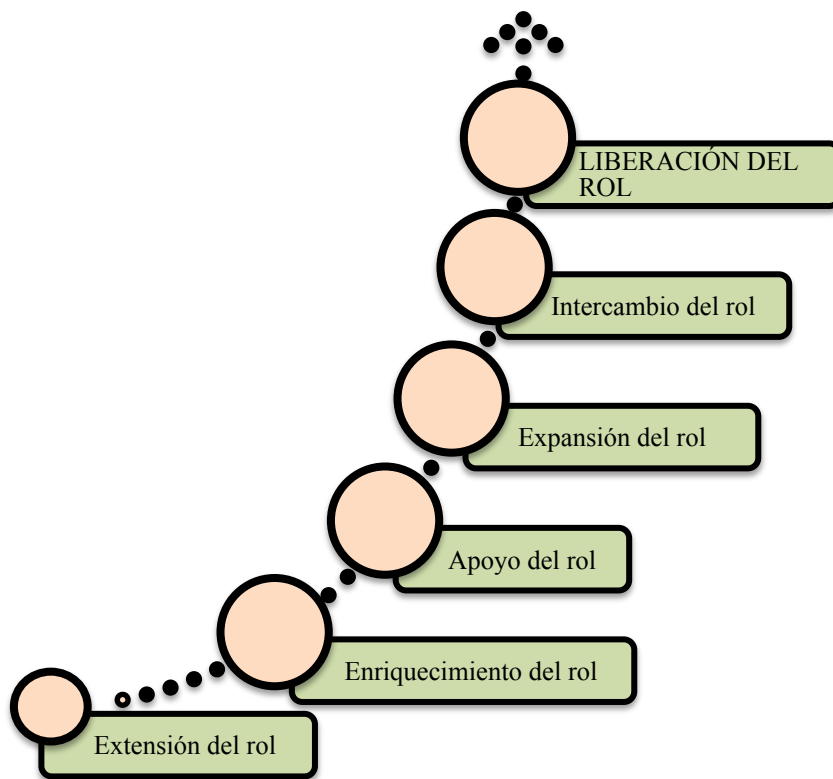 LIBERACIÓN DEL
ROL
Intercambio del rol
Expansión del rol
Apoyo del rol
Enriquecimiento del rol
Extensión del rol